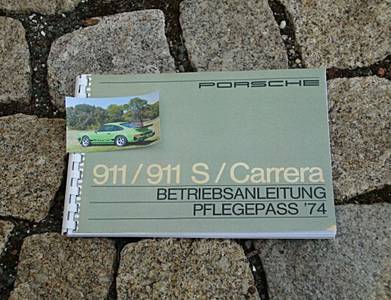 PORSCHE
911/911 S/Carrera
BETRIEBSANLEITUNG
PFLEGEPASS '74